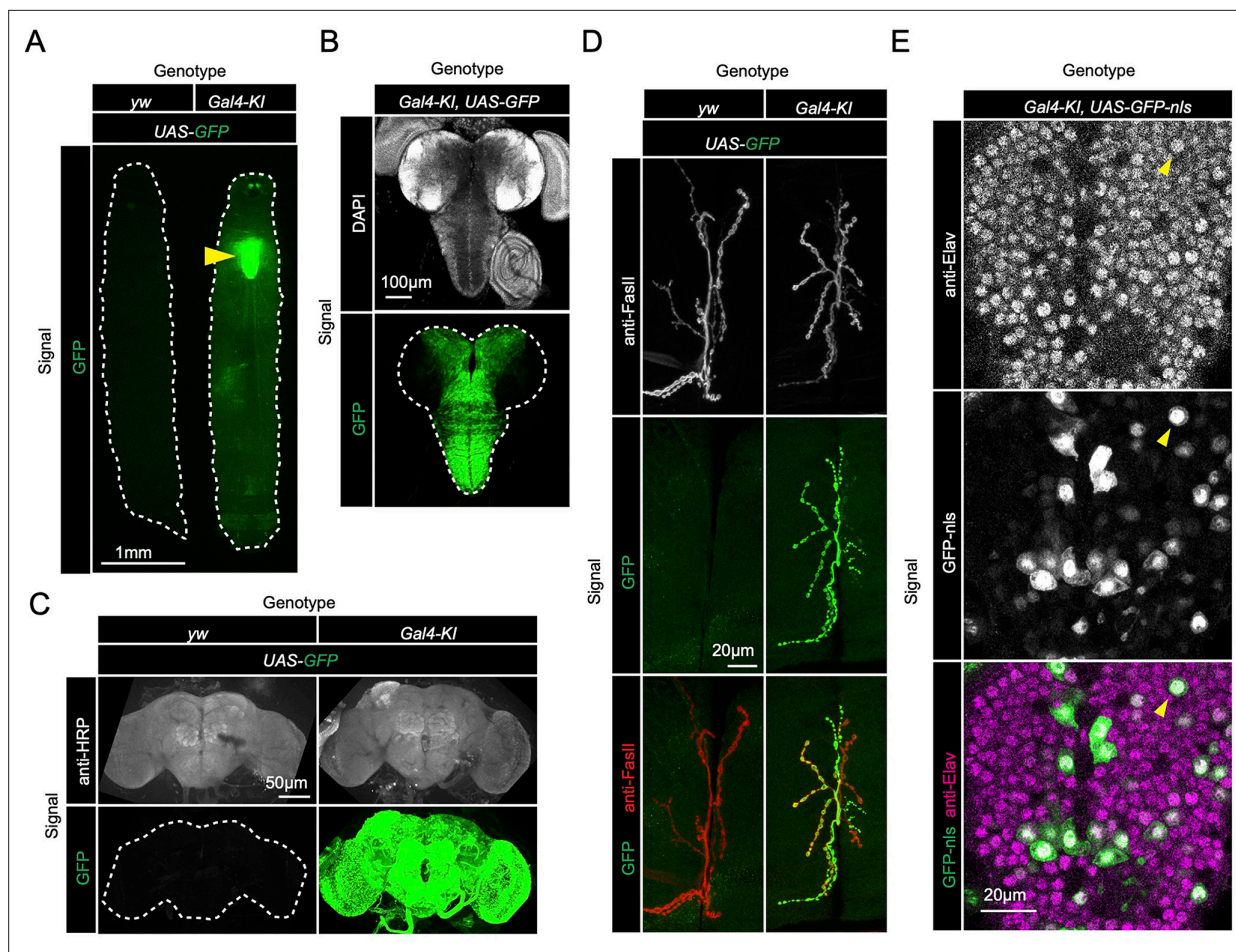 A
Genotype
yw
Gal4-KI
UAS-GFP
Signal
GFP
1mm
B
Genotype
Gal4-KI, UAS-GFP
Signal
DAPI
100μm
GFP
C
Genotype
yw
Gal4-KI
UAS-GFP
Signal
anti-HRP
50μm
GFP
D
Genotype
yw
Gal4-KI
UAS-GFP
Signal
anti-FasII
GFP
20μm
GFP anti-FasII
E
Genotype
Gal4-KI, UAS-GFP-nls
Signal
anti-Elav
GFP-nls
GFP-nls anti-Elav
20μm